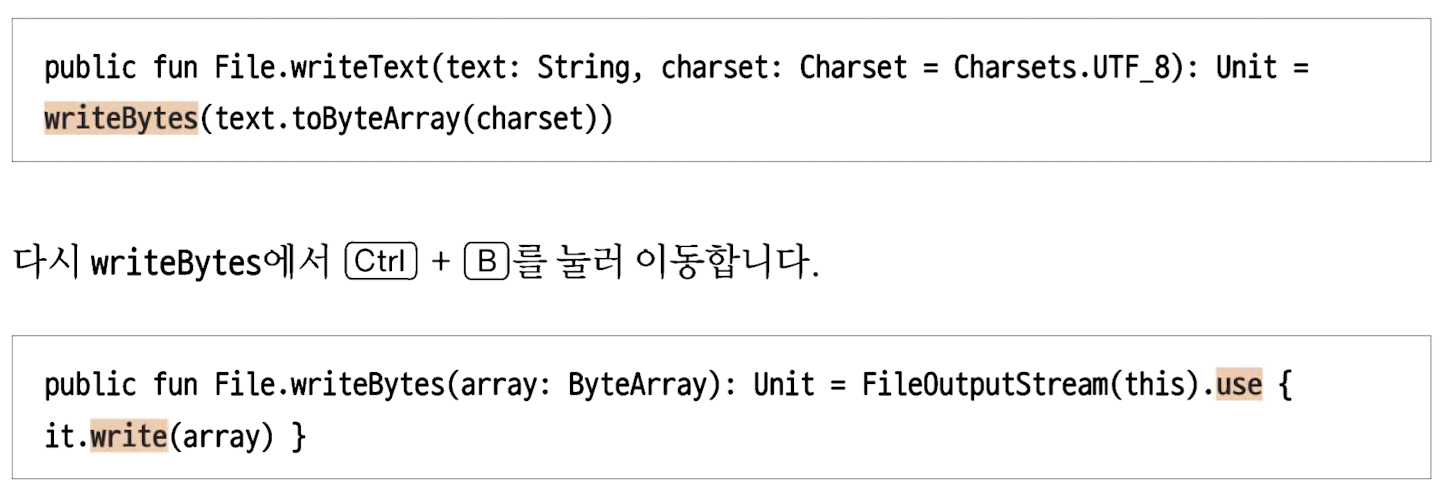 public fun File.writeText(text: String, charset: Charset = Charsets.UTF_8): Unit =
writeBytes(text.toByteArray(charset))
다시 writeBytes에서 Ctrl + B를 눌러 이동합니다.
public fun File.writeBytes(array: ByteArray): Unit = FileOutputStream(this).use {
it.write(array) }